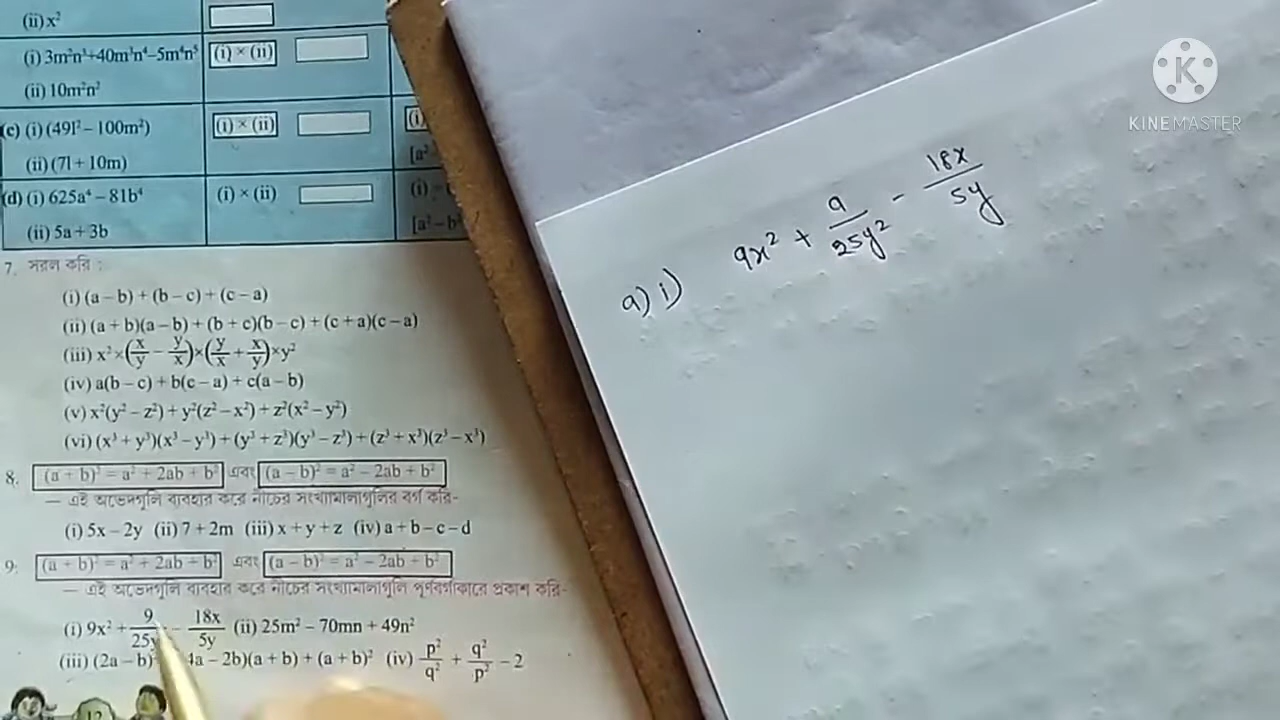 (ii) x²
(i) 3m²n³+40m³n⁴–5m⁴n⁵ (i) × (ii)
(ii) 10m²n²
(c) (i) (49l² – 100m²) (i) × (ii) (i)
(ii) (7l + 10m) [a²
(d) (i) 625a⁴ – 81b⁴ (i) × (ii) (i)
(ii) 5a + 3b [a² – b²
7. সরল করি :
(i) (a – b) + (b – c) + (c – a)
(ii) (a + b)(a – b) + (b + c)(b – c) + (c + a)(c – a)
(iii) x²×(x/y – y/x)×(y/x + x/y)×y²
(iv) a(b – c) + b(c – a) + c(a – b)
(v) x²(y² – z²) + y²(z² – x²) + z²(x² – y²)
(vi) (x³ + y³)(x³ – y³) + (y³ + z³)(y³ – z³) + (z³ + x³)(z³ – x³)
8. (a + b)² = a² + 2ab + b² এবং (a – b)² = a² – 2ab + b²
— এই অভেদগুলি ব্যবহার করে নীচের সংখ্যামালাগুলির বর্গ করি-
(i) 5x – 2y (ii) 7 + 2m (iii) x + y + z (iv) a + b – c – d
9. (a + b)² = a² + 2ab + b² এবং (a – b)² = a² – 2ab + b²
— এই অভেদগুলি ব্যবহার করে নীচের সংখ্যামালাগুলি পূর্ণবর্গাকারে প্রকাশ করি-
(i) 9x² + 9/25y – 18x/5y (ii) 25m² – 70mn + 49n²
(iii) (2a – b) 4a – 2b)(a + b) + (a + b)² (iv) p²/q² + q²/p² – 2
12
9) i) 9x² + 9/25y² - 18x/5y
KINEMASTER